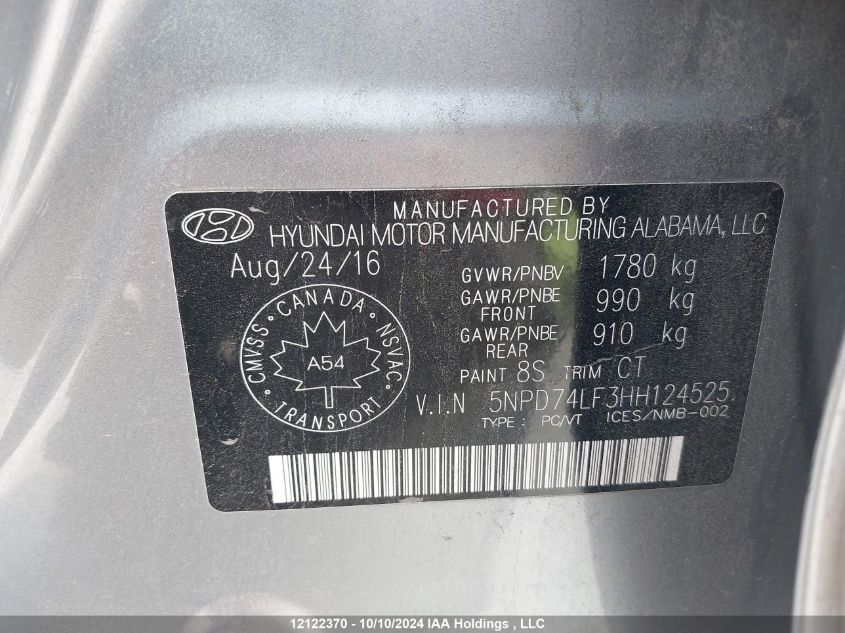 MANUFACTURED BY
HYUNDAI MOTOR MANUFACTURING ALABAMA, LLC
Aug/24/16
GVWR/PNBV 1780 kg
GAWR/PNBE FRONT 990 kg
GAWR/PNBE REAR 910 kg
PAINT 8S TRIM CT
V.I.N 5NPD74LF3HH124525
TYPE : PC/VT ICES/NMB-002
CMVSS • CANADA • NSVAC • TRANSPORT •
A54
12122370 - 10/10/2024 IAA Holdings , LLC